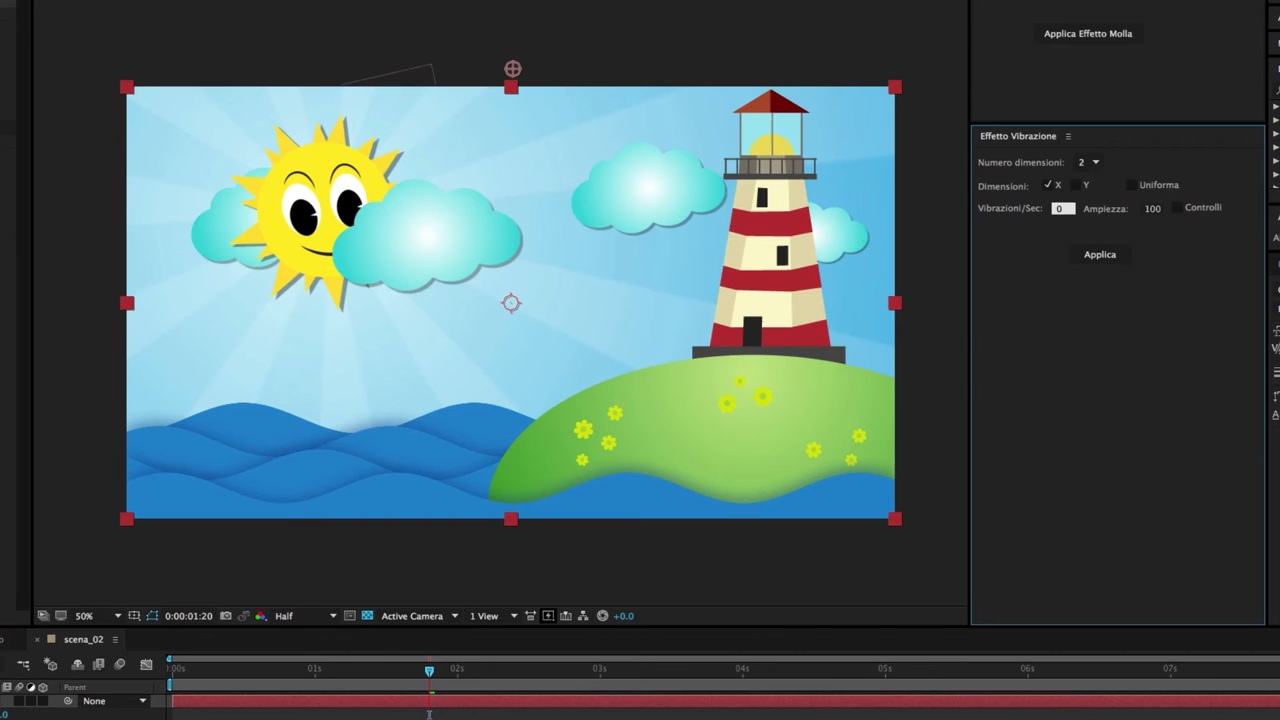 Applica Effetto Molla
Effetto Vibrazione
Numero dimensioni: 2
Dimensioni: X Y Uniforma
Vibrazioni/Sec: 0 Ampiezza: 100 Controlli
Applica
50% 0:00:01:20 Half Active Camera 1 View +0.0
× scena_02
:00s 01s 02s 03s 04s 05s 06s 07s
Parent
None
.0